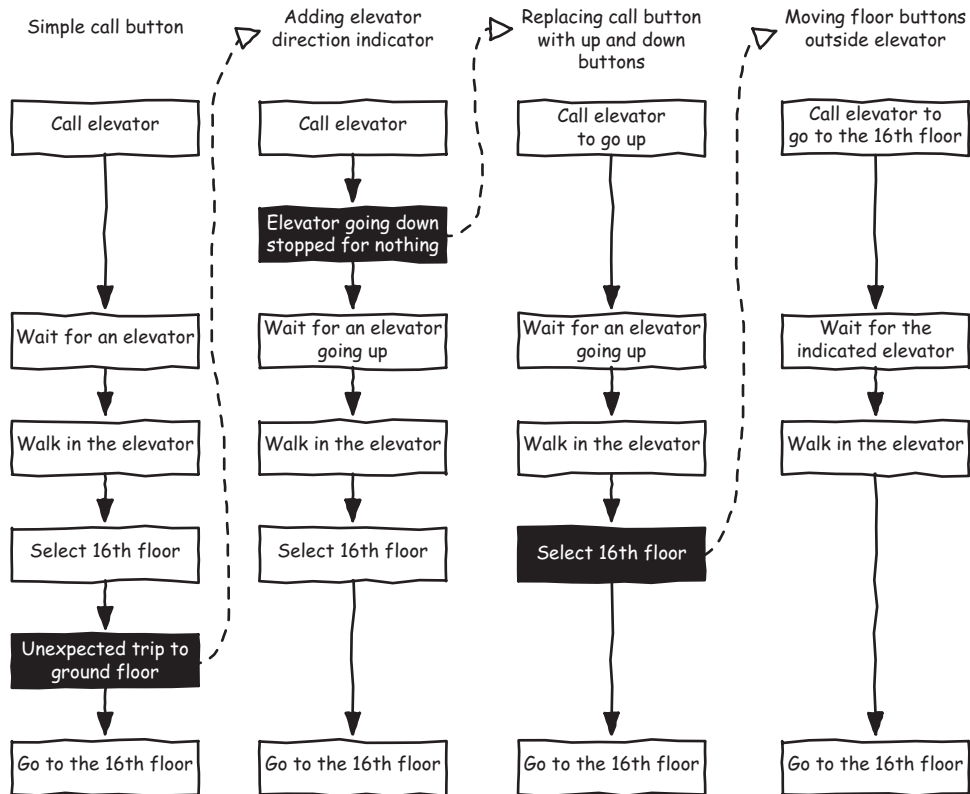 Simple call button
Call elevator
Wait for an elevator
Walk in the elevator
Select 16th floor
Unexpected trip to
ground floor
Go to the 16th floor
Adding elevator
direction indicator
Call elevator
Elevator going down
stopped for nothing
Wait for an elevator
going up
Walk in the elevator
Select 16th floor
Go to the 16th floor
Replacing call button
with up and down
buttons
Call elevator
to go up
Wait for an elevator
going up
Walk in the elevator
Select 16th floor
Go to the 16th floor
Moving floor buttons
outside elevator
Call elevator to
go to the 16th floor
Wait for the
indicated elevator
Walk in the elevator
Go to the 16th floor